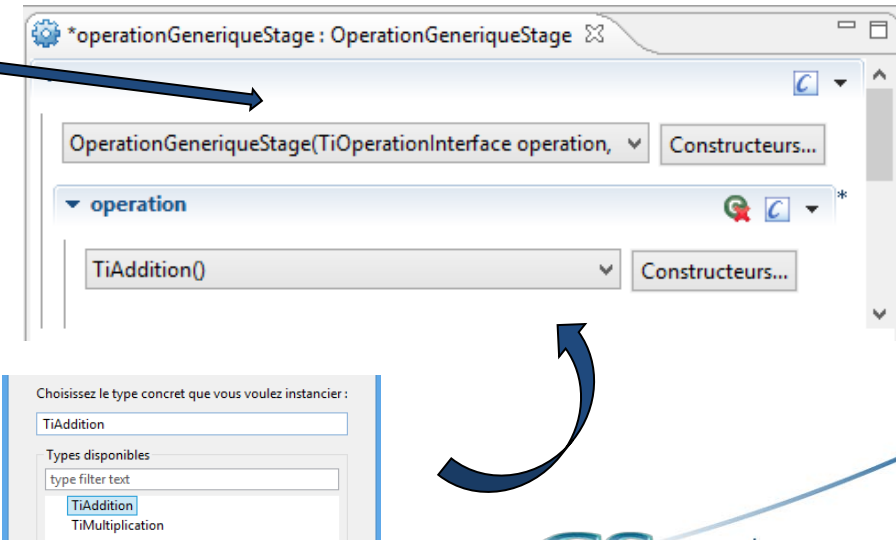 *operationGeneriqueStage : OperationGeneriqueStage
OperationGeneriqueStage(TiOperationInterface operation,
Constructeurs...
operation
*
TiAddition()
Constructeurs...
Choisissez le type concret que vous voulez instancier :
TiAddition
Types disponibles
type filter text
TiAddition
TiMultiplication